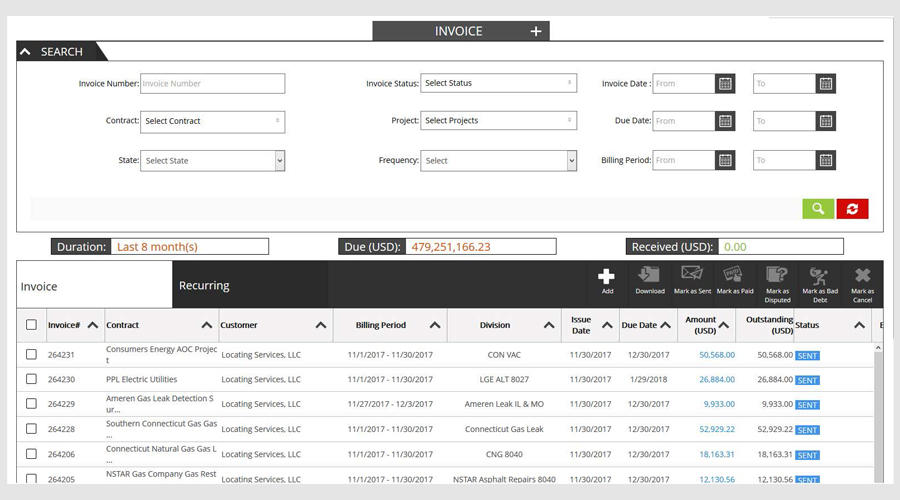 INVOICE +
SEARCH
Invoice Number: Invoice Number Invoice Status: Select Status Invoice Date : From To
Contract: Select Contract Project: Select Projects Due Date: From To
State: Select State Frequency: Select Billing Period: From To
Duration: Last 8 month(s) Due (USD): 479,251,166.23 Received (USD): 0.00
Invoice Recurring Add Download Mark as Sent Mark as Paid Mark as Disputed Mark as Bad Debt Mark as Cancel
Invoice# Contract Customer Billing Period Division Issue Date Due Date Amount (USD) Outstanding (USD) Status
264231 Consumers Energy AOC Projec
t Locating Services, LLC 11/1/2017 - 11/30/2017 CON VAC 11/30/2017 12/30/2017 50,568.00 50,568.00 SENT
264230 PPL Electric Utilities Locating Services, LLC 11/1/2017 - 11/30/2017 LGE ALT 8027 11/30/2017 1/29/2018 26,884.00 26,884.00 SENT
264229 Ameren Gas Leak Detection S
ur... Locating Services, LLC 11/27/2017 - 12/3/2017 Ameren Leak IL & MO 11/30/2017 12/30/2017 9,933.00 9,933.00 SENT
264228 Southern Connecticut Gas Gas
... Locating Services, LLC 11/1/2017 - 11/30/2017 Connecticut Gas Leak 11/30/2017 12/30/2017 52,929.22 52,929.22 SENT
264206 Connecticut Natural Gas Gas L
... Locating Services, LLC 11/1/2017 - 11/30/2017 CNG 8040 11/30/2017 12/30/2017 18,163.31 18,163.31 SENT
264205 NSTAR Gas Company Gas Rest Locating Services, LLC 11/1/2017 - 11/30/2017 NSTAR Asphalt Repairs 8040 11/30/2017 12/30/2017 12,130.56 12,130.56 SENT